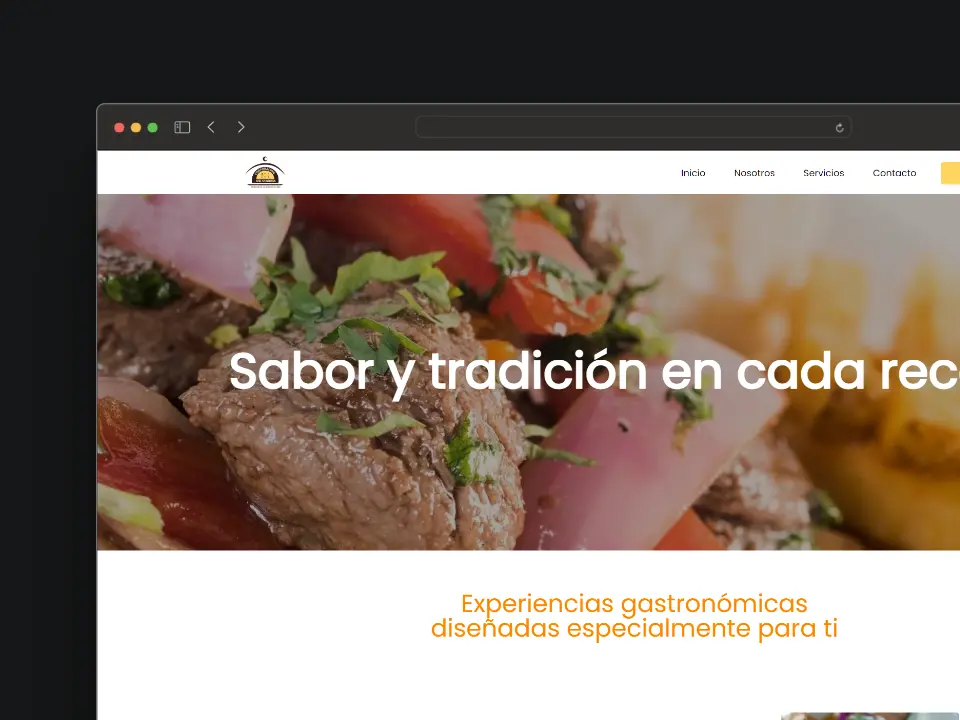 Inicio Nosotros Servicios Contacto
Sabor y tradición en cada rec
Experiencias gastronómicas
diseñadas especialmente para ti